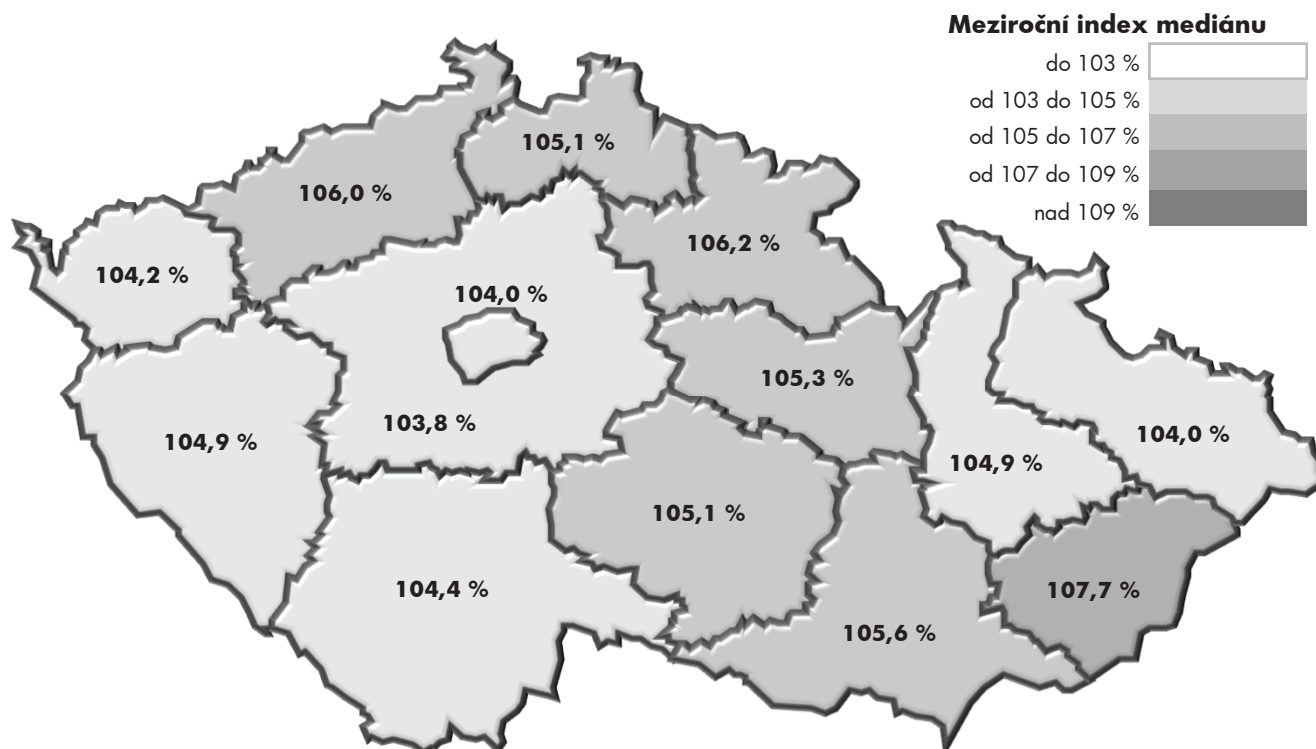 Meziroční index mediánu
do 103 %
od 103 do 105 %
od 105 do 107 %
od 107 do 109 %
nad 109 %
105,1 %
106,0 %
106,2 %
104,2 %
104,0 %
105,3 %
103,8 %
104,9 %
104,0 %
104,9 %
105,1 %
104,4 %
107,7 %
105,6 %